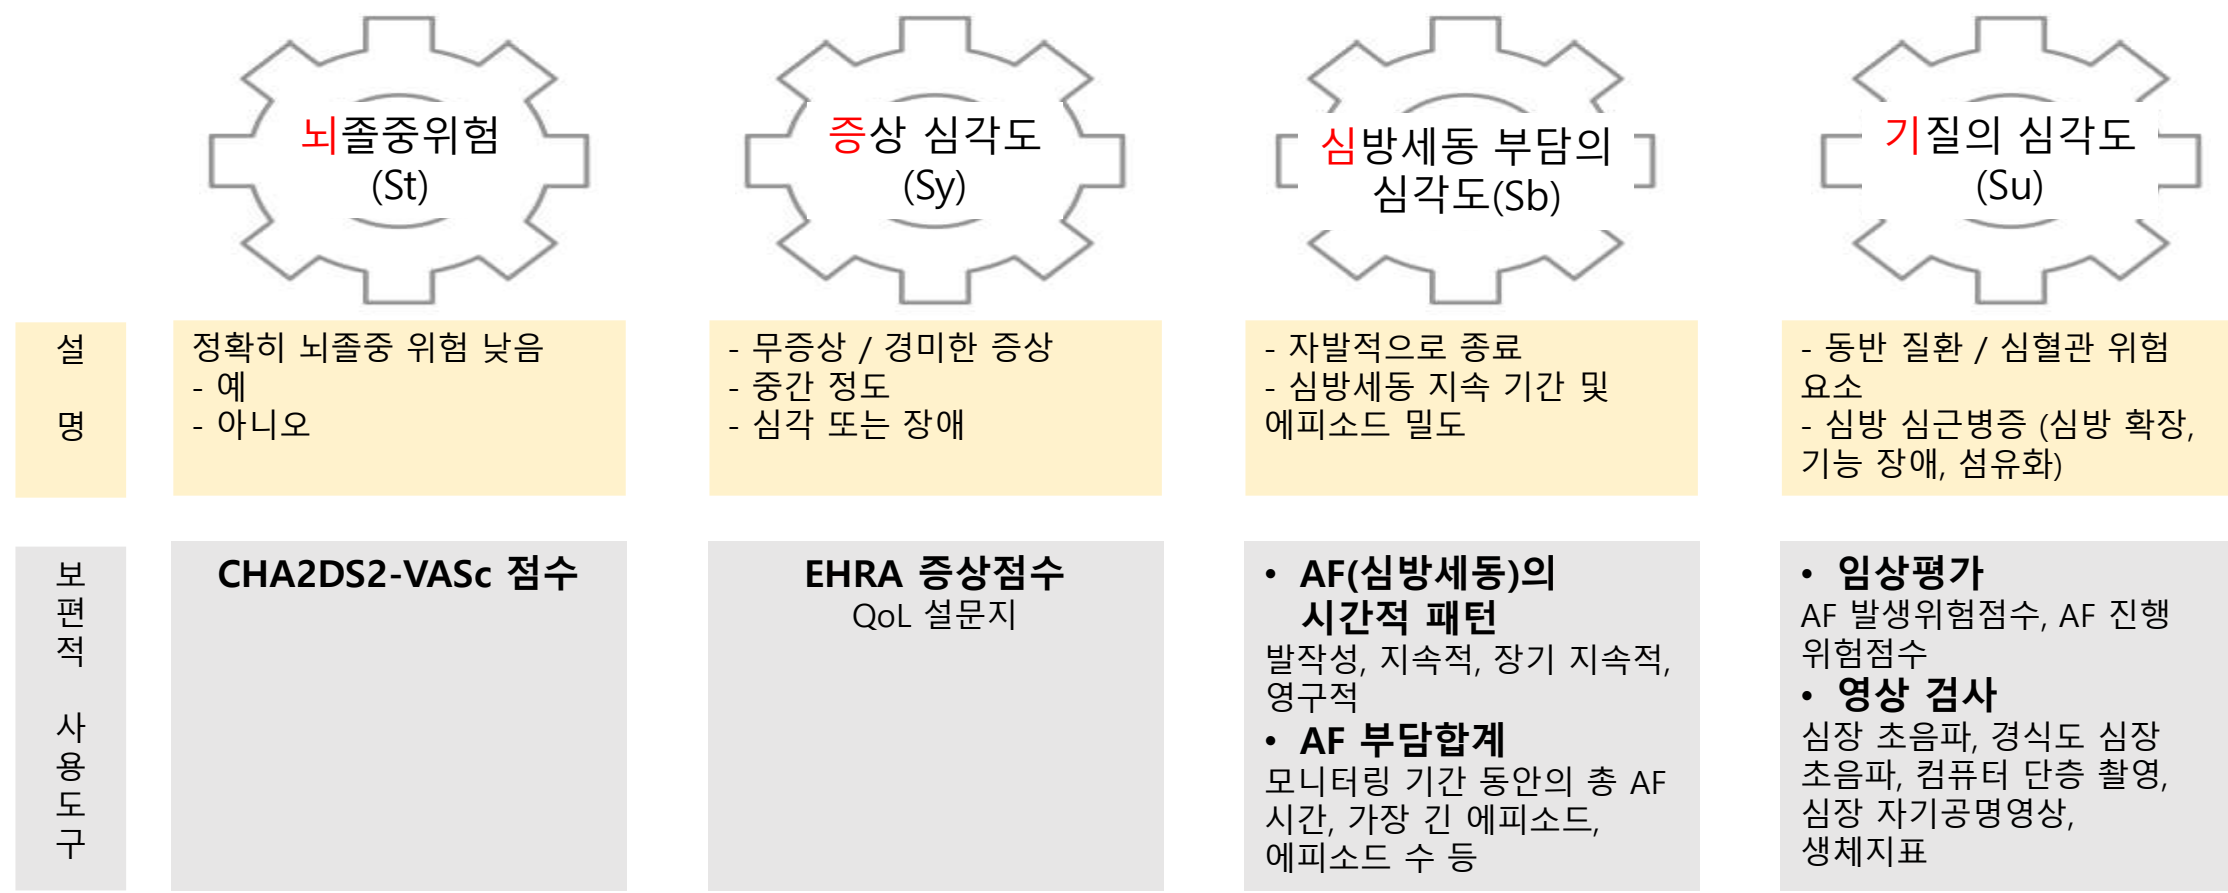 뇌졸중위험
(St)
증상 심각도
(Sy)
심방세동 부담의
심각도(Sb)
기질의 심각도
(Su)
설
명
정확히 뇌졸중 위험 낮음
- 예
- 아니오
- 무증상 / 경미한 증상
- 중간 정도
- 심각 또는 장애
- 자발적으로 종료
- 심방세동 지속 기간 및
에피소드 밀도
- 동반 질환 / 심혈관 위험
요소
- 심방 심근병증 (심방 확장,
기능 장애, 섬유화)
보
편
적
사
용
도
구
CHA2DS2-VASc 점수
EHRA 증상점수
QoL 설문지
• AF(심방세동)의
시간적 패턴
발작성, 지속적, 장기 지속적,
영구적
• AF 부담합계
모니터링 기간 동안의 총 AF
시간, 가장 긴 에피소드,
에피소드 수 등
• 임상평가
AF 발생위험점수, AF 진행
위험점수
• 영상 검사
심장 초음파, 경식도 심장
초음파, 컴퓨터 단층 촬영,
심장 자기공명영상,
생체지표